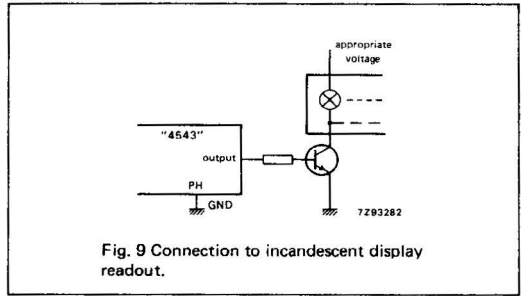 appropriate
voltage
"4543"
output
PH
GND
7Z93282
Fig. 9 Connection to incandescent display
readout.